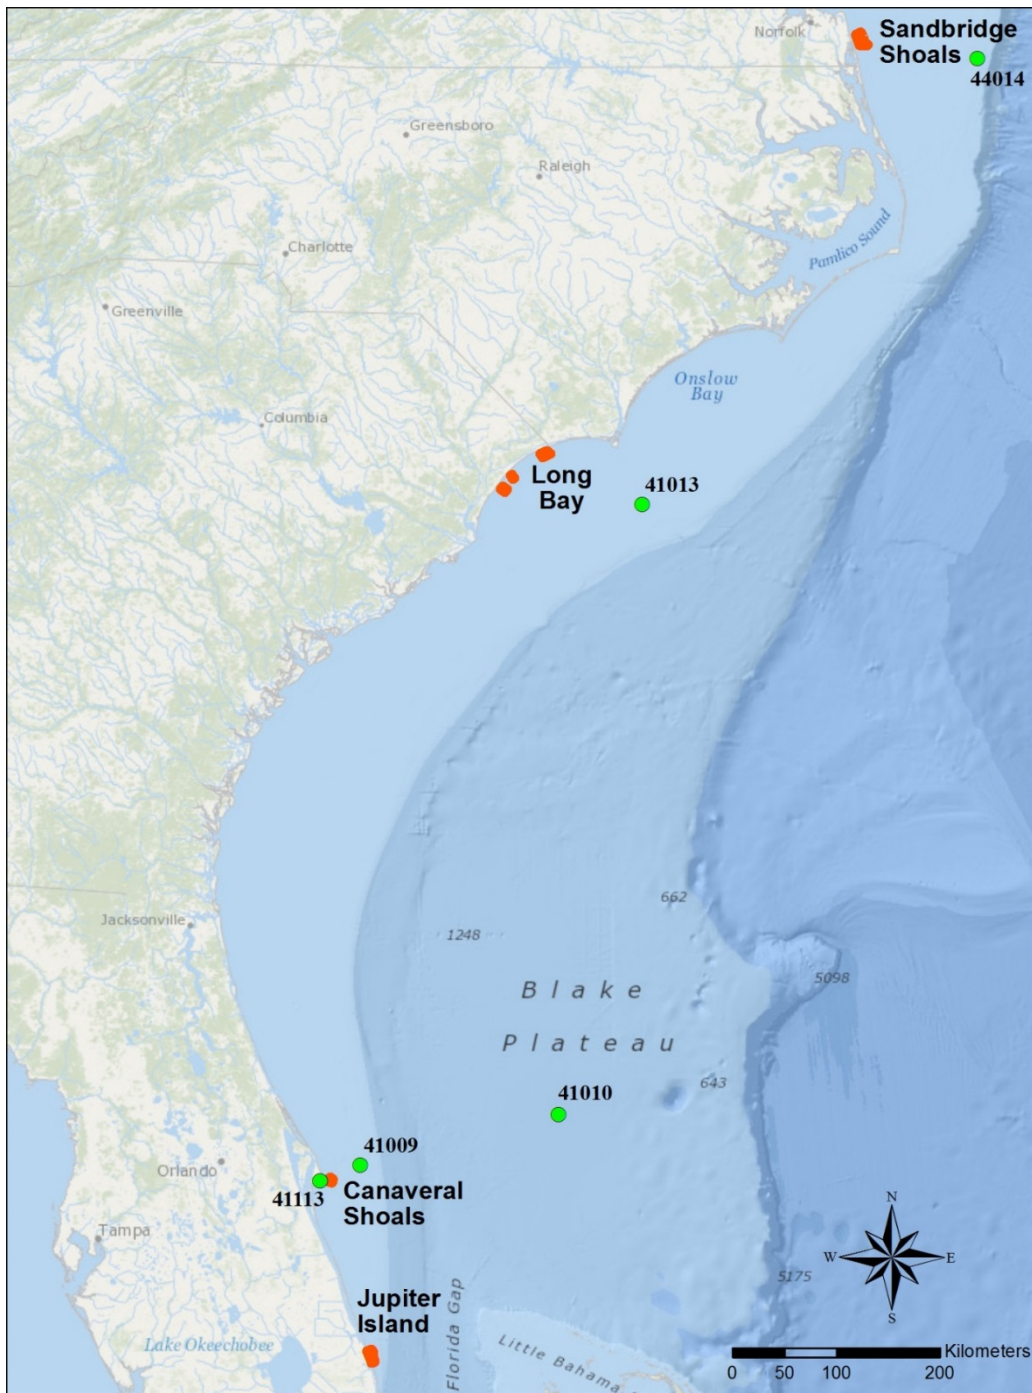 Norfolk
Sandbridge
Shoals
44014
Greensboro
Raleigh
Pamlico Sound
Charlotte
Greenville
Onslow
Bay
Columbia
Long
Bay
41013
662
Jacksonville
1248
5098
Blake
Plateau
643
41010
41009
Orlando
41113
Canaveral
Shoals
N
Tampa
W
E
5175
S
Jupiter
Island
Florida Gap
Lake Okeechobee
Little Bahama
Kilometers
0 50 100 200